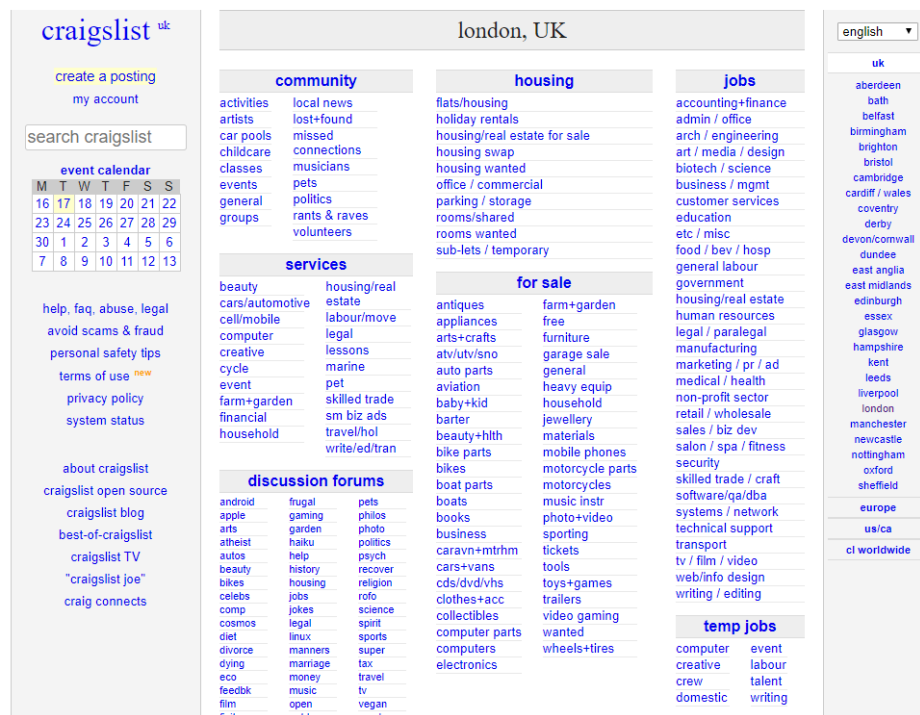 craigslist uk
create a posting
my account
search craigslist
event calendar
M T W T F S S
16 17 18 19 20 21 22
23 24 25 26 27 28 29
30 1 2 3 4 5 6
7 8 9 10 11 12 13
help, faq, abuse, legal
avoid scams & fraud
personal safety tips
terms of use new
privacy policy
system status
about craigslist
craigslist open source
craigslist blog
best-of-craigslist
craigslist TV
"craigslist joe"
craig connects
london, UK
community
activities
artists
car pools
childcare
classes
events
general
groups
local news
lost+found
missed
connections
musicians
pets
politics
rants & raves
volunteers
services
beauty
cars/automotive
cell/mobile
computer
creative
cycle
event
farm+garden
financial
household
housing/real
estate
labour/move
legal
lessons
marine
pet
skilled trade
sm biz ads
travel/hol
write/ed/tran
discussion forums
android
apple
arts
atheist
autos
beauty
bikes
celebs
comp
cosmos
diet
divorce
dying
eco
feedbk
film
frugal
gaming
garden
haiku
help
history
housing
jobs
jokes
legal
linux
manners
marriage
money
music
open
pets
philos
photo
politics
psych
recover
religion
rofo
science
spirit
sports
super
tax
travel
tv
vegan
housing
flats/housing
holiday rentals
housing/real estate for sale
housing swap
housing wanted
office / commercial
parking / storage
rooms/shared
rooms wanted
sub-lets / temporary
for sale
antiques
appliances
arts+crafts
atv/utv/sno
auto parts
aviation
baby+kid
barter
beauty+hlth
bike parts
bikes
boat parts
boats
books
business
caravn+mtrhm
cars+vans
cds/dvd/vhs
clothes+acc
collectibles
computer parts
computers
electronics
farm+garden
free
furniture
garage sale
general
heavy equip
household
jewellery
materials
mobile phones
motorcycle parts
motorcycles
music instr
photo+video
sporting
tickets
tools
toys+games
trailers
video gaming
wanted
wheels+tires
jobs
accounting+finance
admin / office
arch / engineering
art / media / design
biotech / science
business / mgmt
customer services
education
etc / misc
food / bev / hosp
general labour
government
housing/real estate
human resources
legal / paralegal
manufacturing
marketing / pr / ad
medical / health
non-profit sector
retail / wholesale
sales / biz dev
salon / spa / fitness
security
skilled trade / craft
software/qa/dba
systems / network
technical support
transport
tv / film / video
web/info design
writing / editing
temp jobs
computer
creative
crew
domestic
event
labour
talent
writing
english
uk
aberdeen
bath
belfast
birmingham
brighton
bristol
cambridge
cardiff / wales
coventry
derby
devon/cornwall
dundee
east anglia
east midlands
edinburgh
essex
glasgow
hampshire
kent
leeds
liverpool
london
manchester
newcastle
nottingham
oxford
sheffield
europe
us/ca
cl worldwide